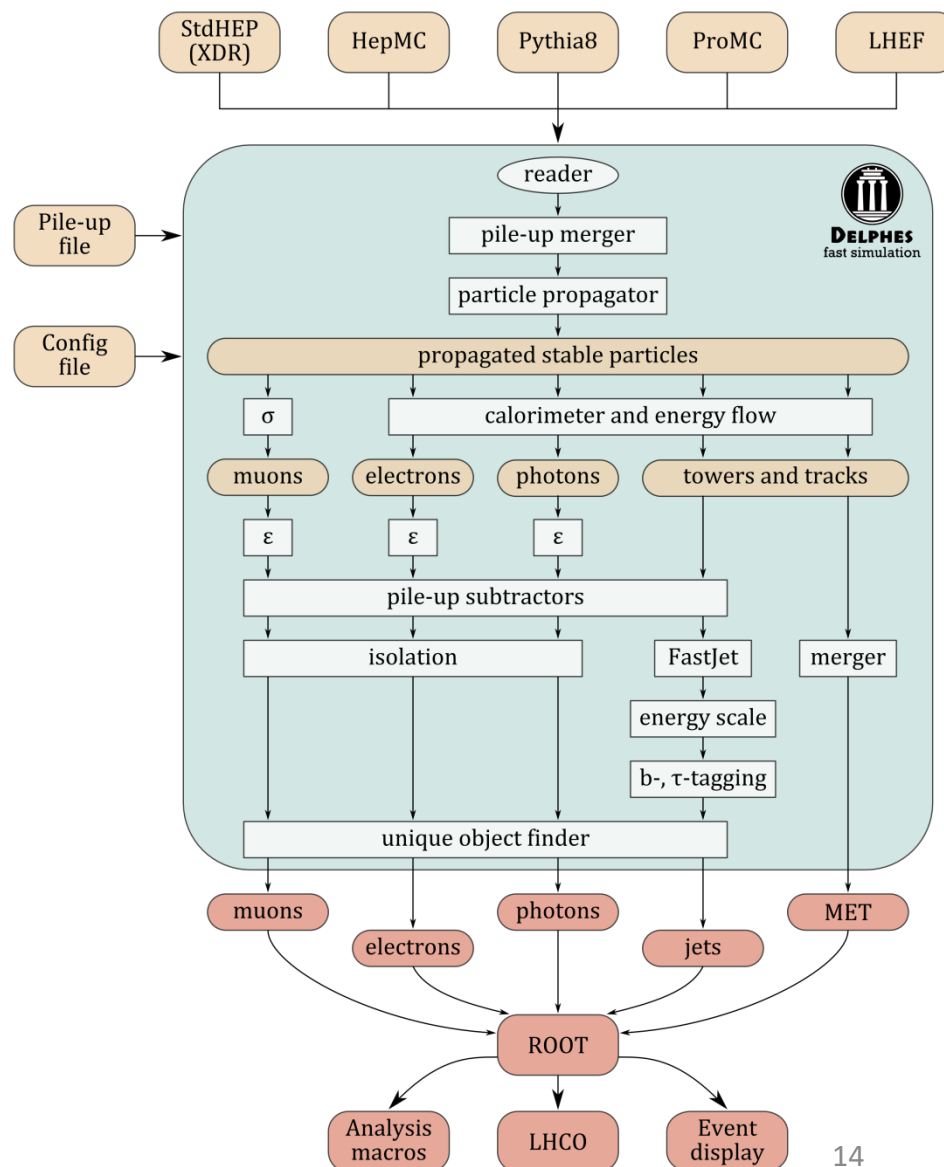 StdHEP
(XDR)
HepMC
Pythia8
ProMC
LHEF
reader
DELPHES
fast simulation
Pile-up
file
pile-up merger
particle propagator
Config
file
propagated stable particles
σ
calorimeter and energy flow
muons
electrons
photons
towers and tracks
ε
ε
ε
pile-up subtractors
isolation
FastJet
merger
energy scale
b-, τ-tagging
unique object finder
muons
photons
MET
electrons
jets
ROOT
Analysis
macros
LHCO
Event
display
14